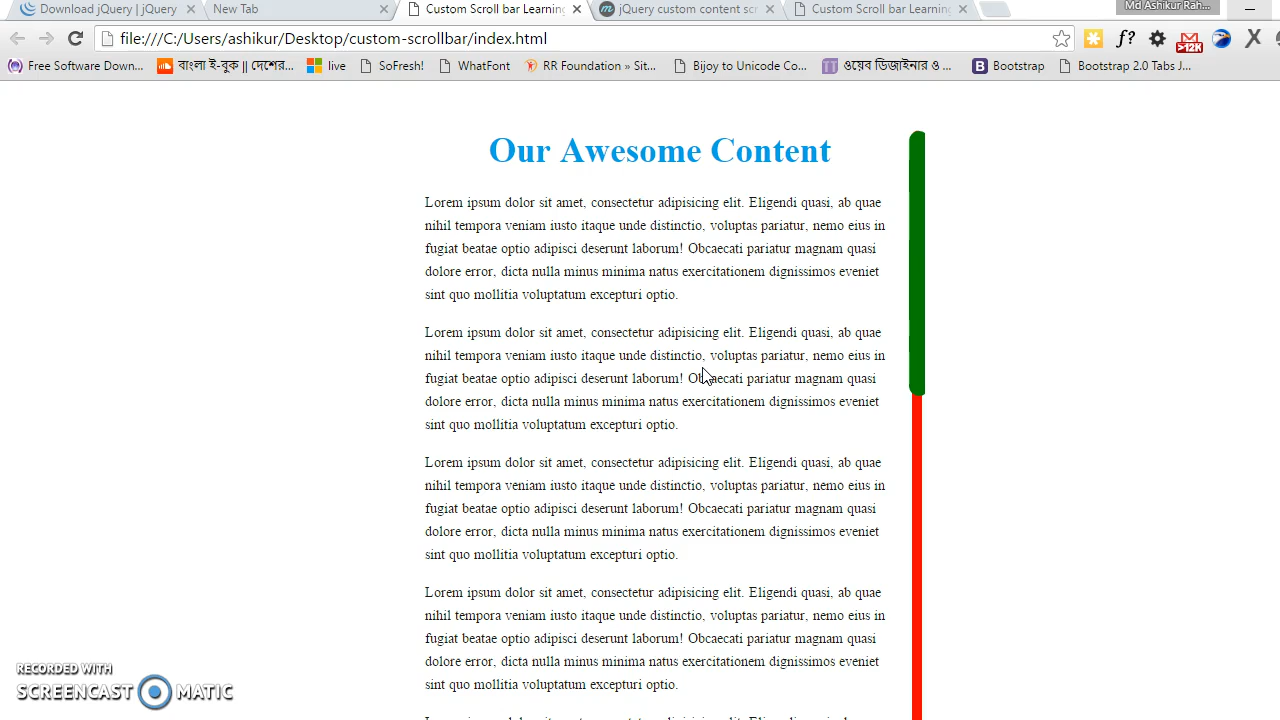 Download jQuery | jQuery
New Tab
Custom Scroll bar Learning
jQuery custom content scr
Custom Scroll bar Learning
Md Ashikur Rah...
file:///C:/Users/ashikur/Desktop/custom-scrollbar/index.html
f?
>12K
X
Free Software Down...
বাংলা ই-বুক || দেশের...
live
SoFresh!
WhatFont
RR Foundation » Sit...
Bijoy to Unicode Co...
ওয়েব ডিজাইনার ও ...
B Bootstrap
Bootstrap 2.0 Tabs J...
Our Awesome Content
Lorem ipsum dolor sit amet, consectetur adipisicing elit. Eligendi quasi, ab quae
nihil tempora veniam iusto itaque unde distinctio, voluptas pariatur, nemo eius in
fugiat beatae optio adipisci deserunt laborum! Obcaecati pariatur magnam quasi
dolore error, dicta nulla minus minima natus exercitationem dignissimos eveniet
sint quo mollitia voluptatum excepturi optio.
Lorem ipsum dolor sit amet, consectetur adipisicing elit. Eligendi quasi, ab quae
nihil tempora veniam iusto itaque unde distinctio, voluptas pariatur, nemo eius in
fugiat beatae optio adipisci deserunt laborum! Obcaecati pariatur magnam quasi
dolore error, dicta nulla minus minima natus exercitationem dignissimos eveniet
sint quo mollitia voluptatum excepturi optio.
Lorem ipsum dolor sit amet, consectetur adipisicing elit. Eligendi quasi, ab quae
nihil tempora veniam iusto itaque unde distinctio, voluptas pariatur, nemo eius in
fugiat beatae optio adipisci deserunt laborum! Obcaecati pariatur magnam quasi
dolore error, dicta nulla minus minima natus exercitationem dignissimos eveniet
sint quo mollitia voluptatum excepturi optio.
Lorem ipsum dolor sit amet, consectetur adipisicing elit. Eligendi quasi, ab quae
nihil tempora veniam iusto itaque unde distinctio, voluptas pariatur, nemo eius in
fugiat beatae optio adipisci deserunt laborum! Obcaecati pariatur magnam quasi
dolore error, dicta nulla minus minima natus exercitationem dignissimos eveniet
sint quo mollitia voluptatum excepturi optio.
RECORDED WITH
SCREENCAST MATIC